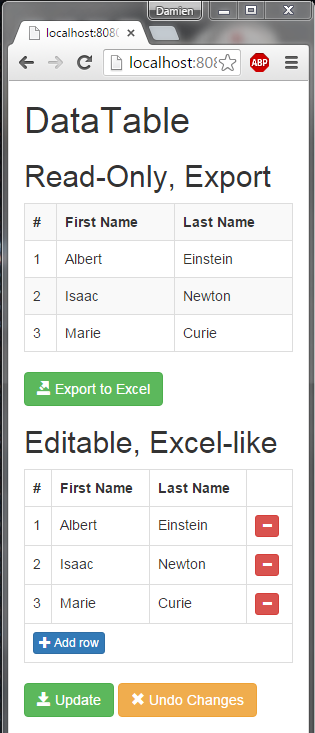 Damien
localhost:8080
localhost:808
ABP
DataTable
Read-Only, Export
# First Name Last Name
1 Albert Einstein
2 Isaac Newton
3 Marie Curie
Export to Excel
Editable, Excel-like
# First Name Last Name
1 Albert Einstein
2 Isaac Newton
3 Marie Curie
Add row
Update Undo Changes